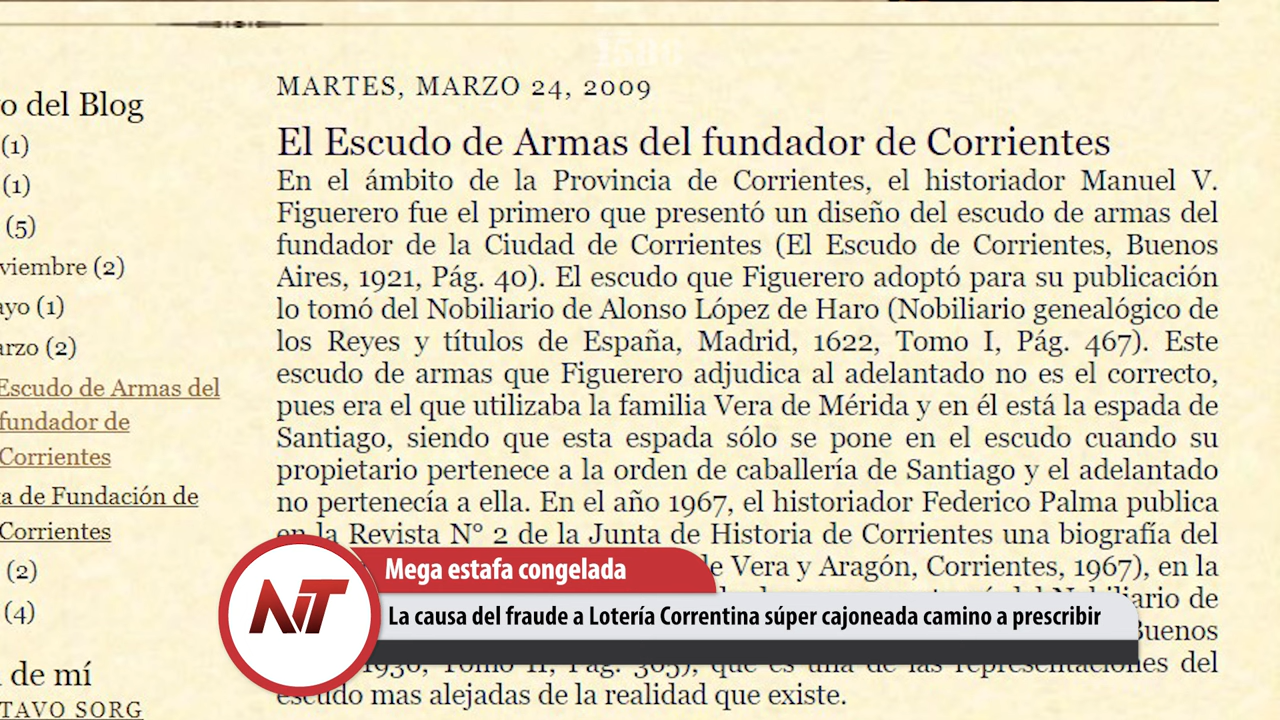 1588
MARTES, MARZO 24, 2009
o del Blog
(1)
(1)
(5)
viembre (2)
ayo (1)
arzo (2)
Escudo de Armas del
fundador de
Corrientes
ta de Fundación de
Corrientes
(2)
(4)
de mí
TAVO SORG
El Escudo de Armas del fundador de Corrientes
En el ámbito de la Provincia de Corrientes, el historiador Manuel V.
Figuerero fue el primero que presentó un diseño del escudo de armas del
fundador de la Ciudad de Corrientes (El Escudo de Corrientes, Buenos
Aires, 1921, Pág. 40). El escudo que Figuerero adoptó para su publicación
lo tomó del Nobiliario de Alonso López de Haro (Nobiliario genealógico de
los Reyes y títulos de España, Madrid, 1622, Tomo I, Pág. 467). Este
escudo de armas que Figuerero adjudica al adelantado no es el correcto,
pues era el que utilizaba la familia Vera de Mérida y en él está la espada de
Santiago, siendo que esta espada sólo se pone en el escudo cuando su
propietario pertenece a la orden de caballería de Santiago y el adelantado
no pertenecía a ella. En el año 1967, el historiador Federico Palma publica
en la Revista Nº 2 de la Junta de Historia de Corrientes una biografía del
e Vera y Aragón, Corrientes, 1967), en la
Buenos
1936, Tomo II, Pág. 365), que es una de las representaciones del
escudo mas alejadas de la realidad que existe.
NT
Mega estafa congelada
La causa del fraude a Lotería Correntina súper cajoneada camino a prescribir